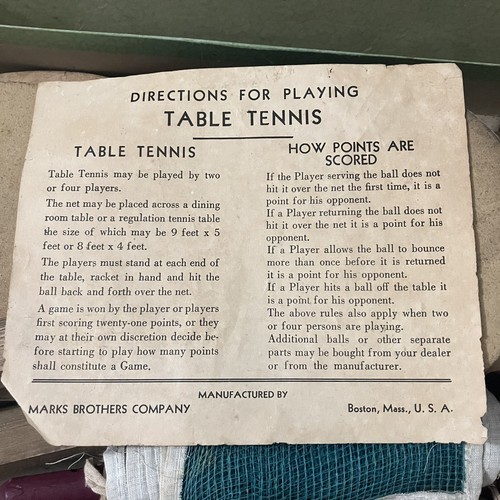 DIRECTIONS FOR PLAYING
TABLE TENNIS
TABLE TENNIS
Table Tennis may be played by two
or four players.
The net may be placed across a dining
room table or a regulation tennis table
the size of which may be 9 feet x 5
feet or 8 feet x 4 feet.
The players must stand at each end of
the table, racket in hand and hit the
ball back and forth over the net.
A game is won by the player or players
first scoring twenty-one points, or they
may at their own discretion decide be-
fore starting to play how many points
shall constitute a Game.
HOW POINTS ARE
SCORED
If the Player serving the ball does not
hit it over the net the first time, it is a
point for his opponent.
If a Player returning the ball does not
hit it over the net it is a point for his
opponent.
If a Player allows the ball to bounce
more than once before it is returned
it is a point for his opponent.
If a Player hits a ball off the table it
is a point for his opponent.
The above rules also apply when two
or four persons are playing.
Additional balls or other separate
parts may be bought from your dealer
or from the manufacturer.
MANUFACTURED BY
MARKS BROTHERS COMPANY
Boston, Mass., U. S. A.